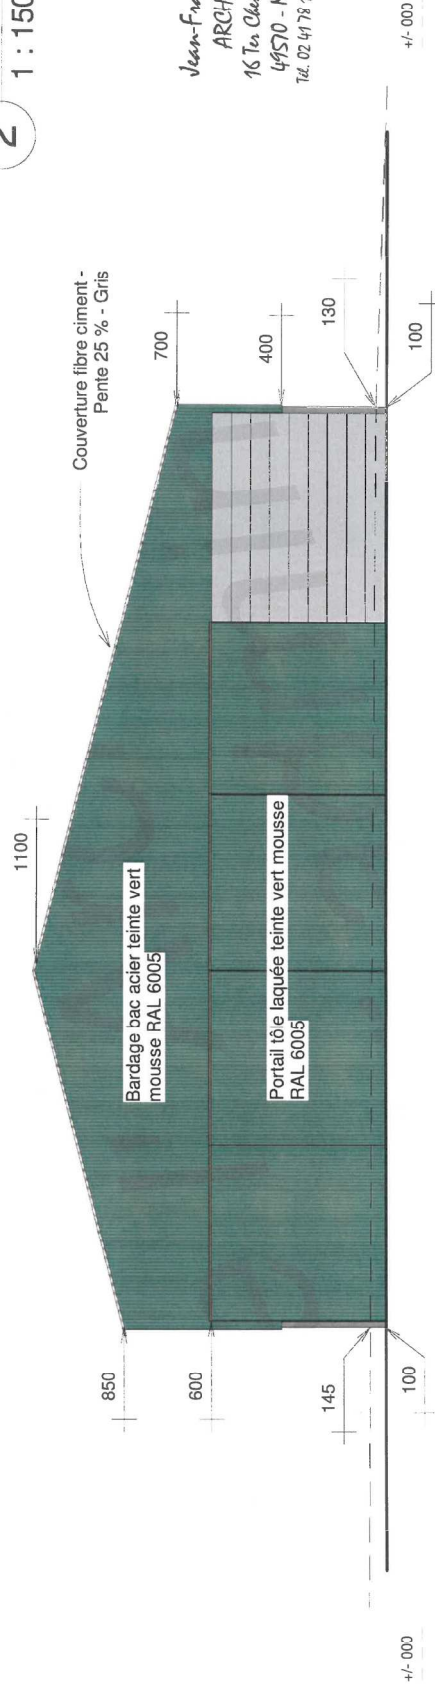 2
1 : 150
Jean-Fra
ARCH
16 Ter Che
49570 - M
Tél. 02 41 78
Couverture fibre ciment -
Pente 25 % - Gris
1100
850
700
600
400
Bardage bac acier teinte vert
mousse RAL 6005
Portail tôle laquée teinte vert mousse
RAL 6005
145
130
100
100
+/- 000
+/- 000